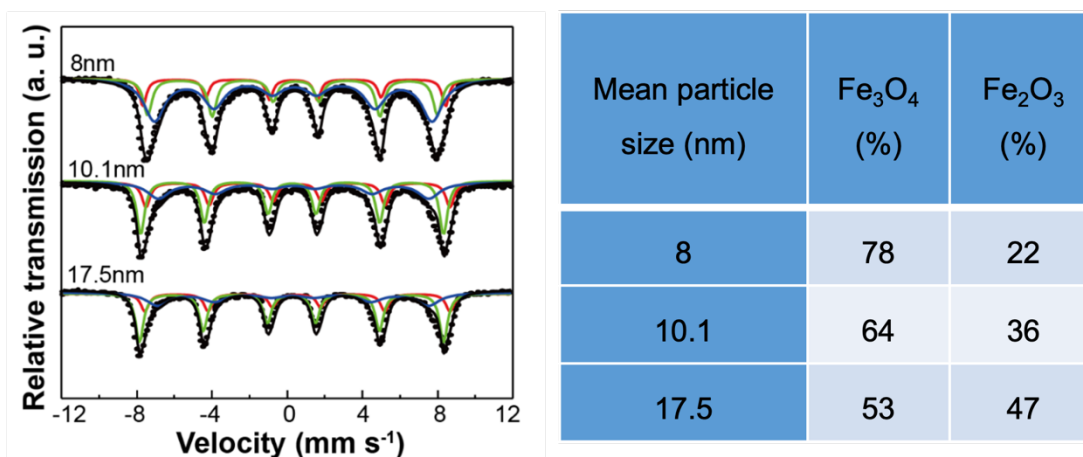 Relative transmission (a. u.)
8nm
10.1nm
17.5nm
-12 -8 -4 0 4 8 12
Velocity (mm s⁻¹)
Mean particle size (nm) Fe₃O₄ (%) Fe₂O₃ (%)
8 78 22
10.1 64 36
17.5 53 47